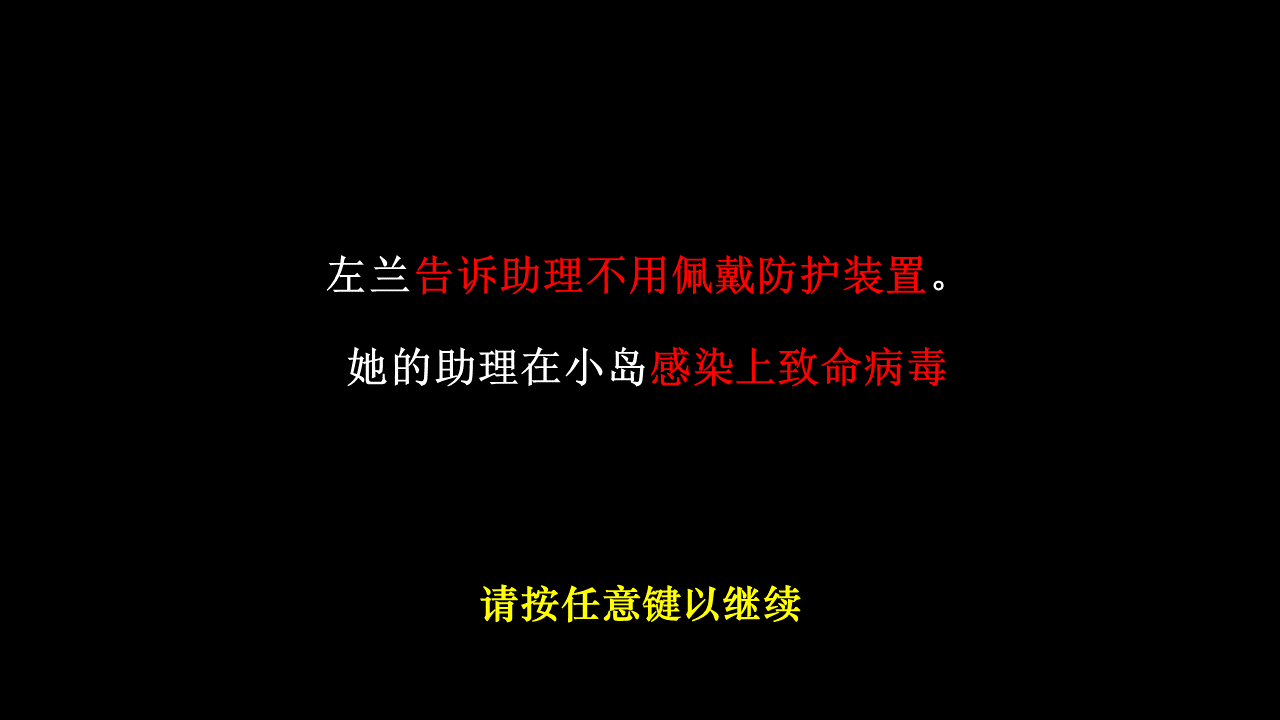 左兰告诉助理不用佩戴防护装置。
她的助理在小岛感染上致命病毒
请按任意键以继续